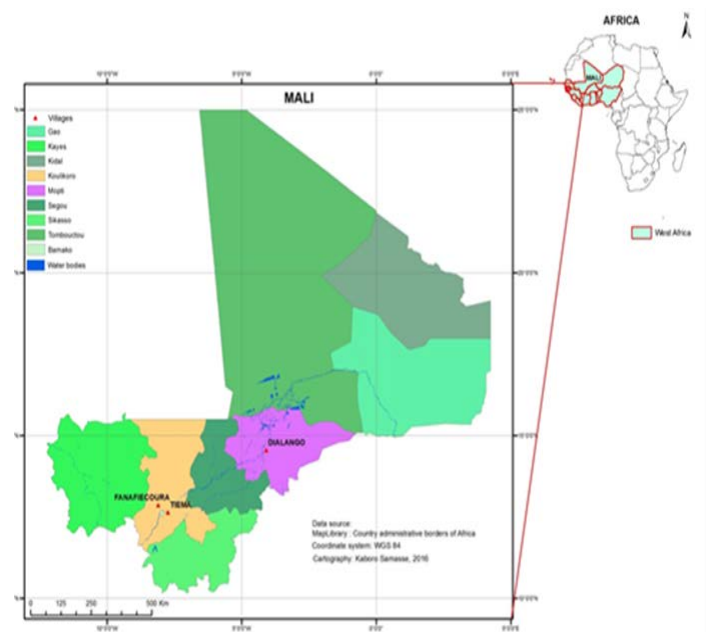 AFRICA
N
MALI
MALI
Villages
Gao
Kayes
Kidal
Koulikoro
Mopti
Segou
Sikasso
Tombouctou
Bamako
Water bodies
West Africa
DIALANGO
FANAFIECOURA
TIEMA
Data source:
MapLibrary : Country administrative borders of Africa
Coordinate system: WGS 84
Cartography: Kaboro Samasse, 2016
0 125 250 500 Km